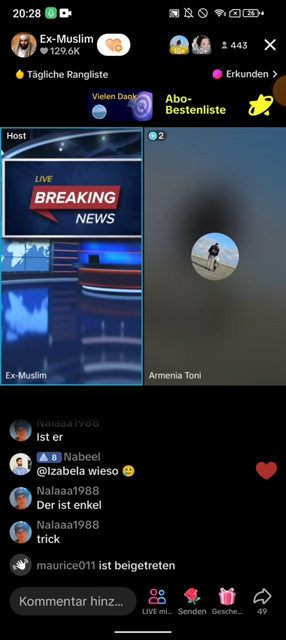 20:28
26
Ex-Muslim
129.6K
443
Tägliche Rangliste
Erkunden >
Vielen Dank
Abo-
Bestenliste
Host
2
LIVE
BREAKING
NEWS
Ex-Muslim
Armenia Toni
Nalaaa1988
Ist er
8 Nabeel
@Izabela wieso 🥲
Nalaaa1988
Der ist enkel
Nalaaa1988
trick
maurice011 ist beigetreten
Kommentar hinz...
LIVE mi...
Senden
Gesche...
49